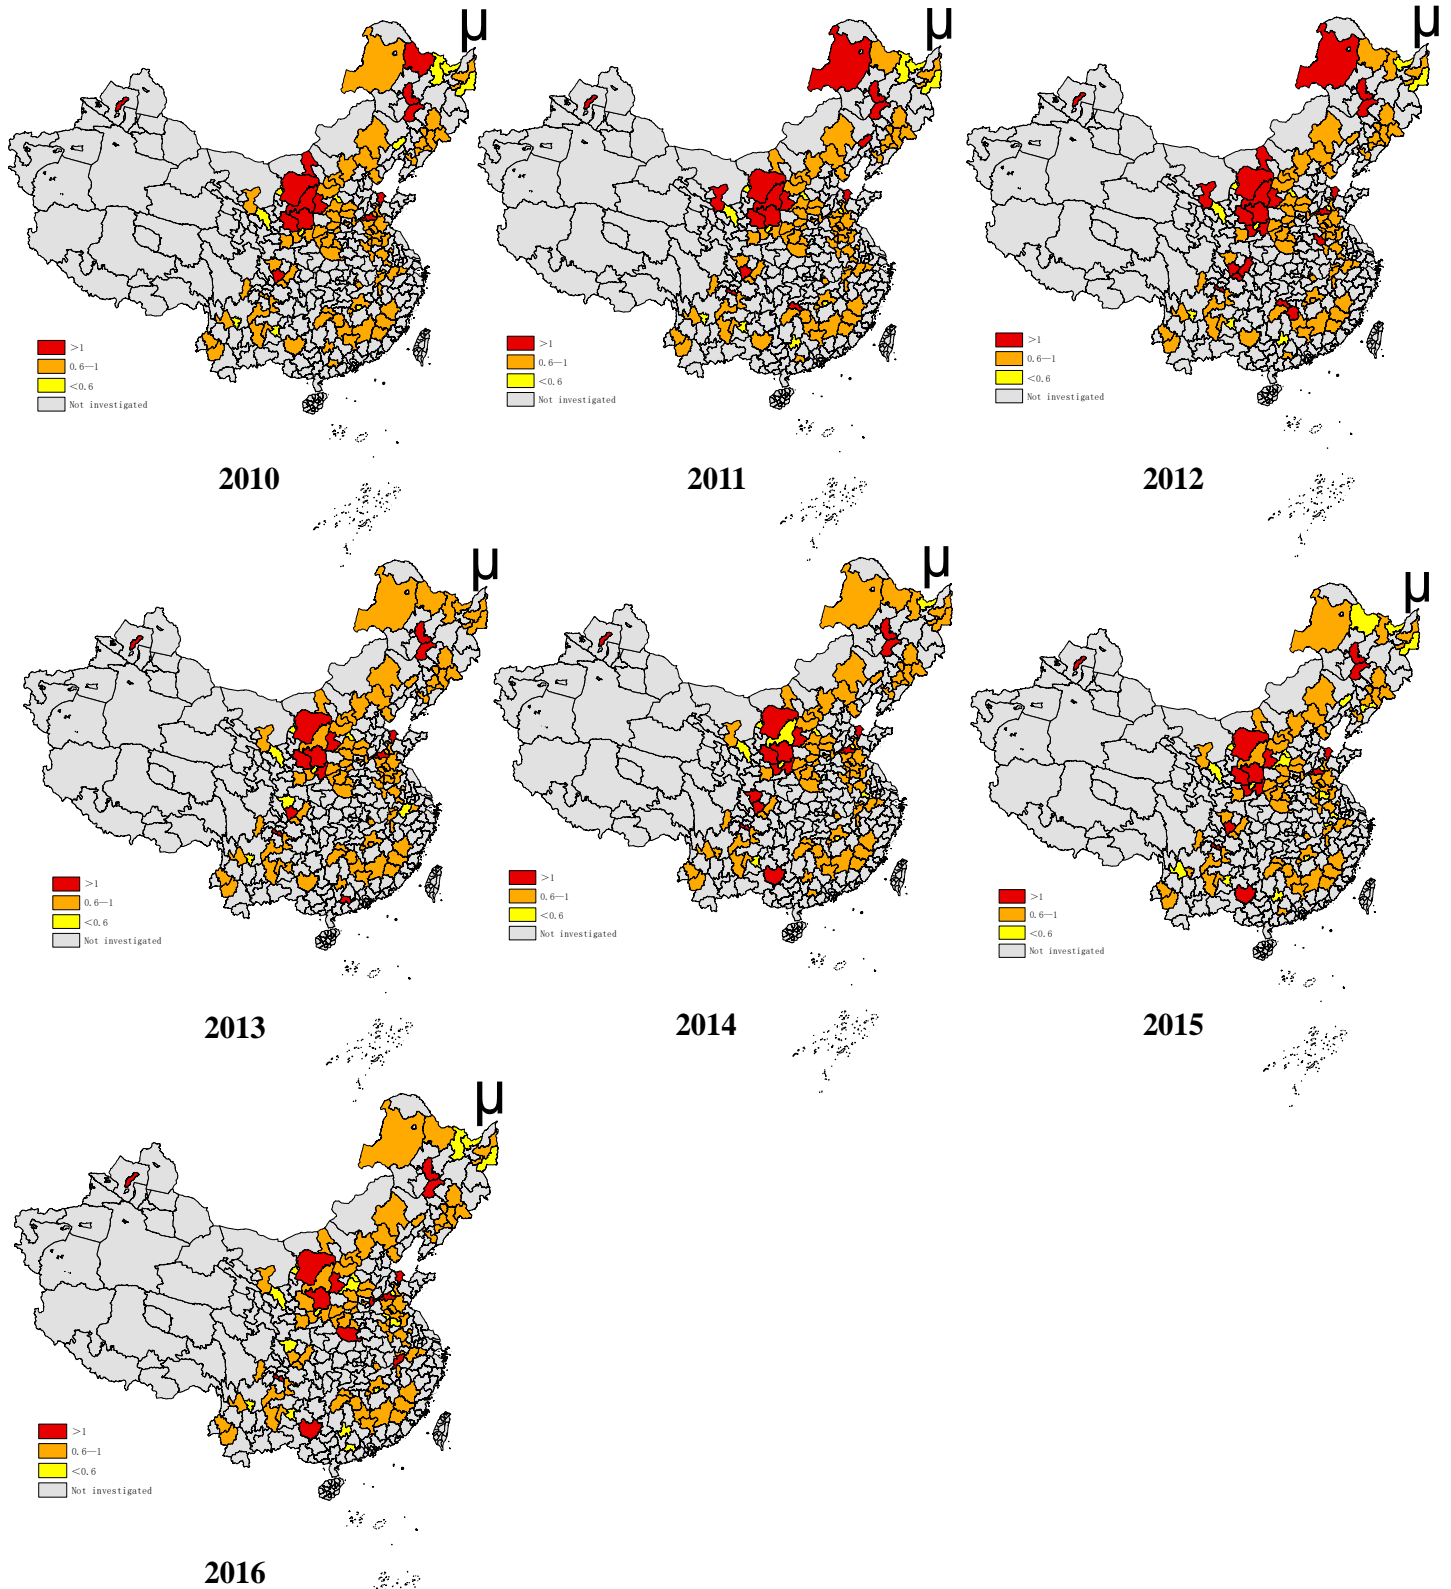 μ
>1
0.6—1
<0.6
Not investigated
2010
μ
>1
0.6—1
<0.6
Not investigated
2011
μ
>1
0.6—1
<0.6
Not investigated
2012
μ
>1
0.6—1
<0.6
Not investigated
2013
μ
>1
0.6—1
<0.6
Not investigated
2014
μ
>1
0.6—1
<0.6
Not investigated
2015
μ
>1
0.6—1
<0.6
Not investigated
2016